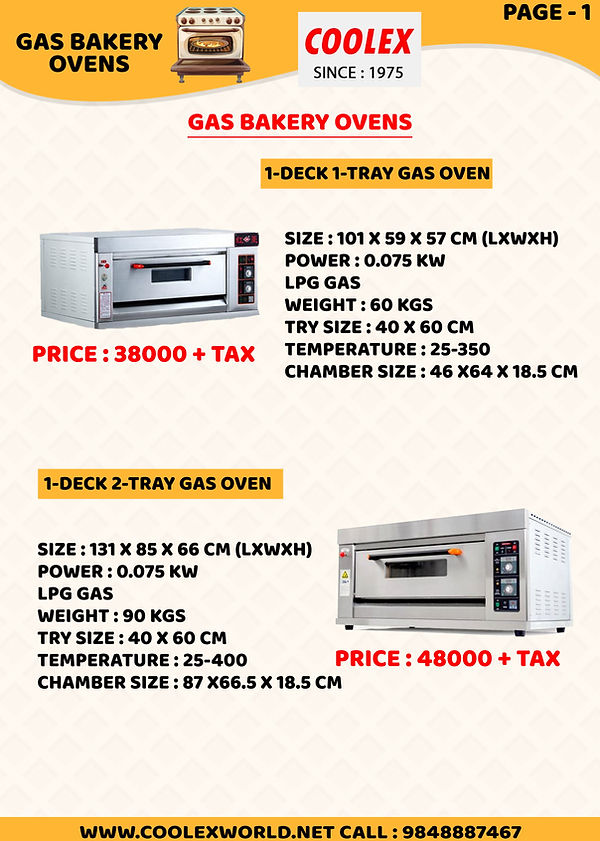 GAS BAKERY
OVENS
COOLEX
SINCE : 1975
PAGE - 1
GAS BAKERY OVENS
1-DECK 1-TRAY GAS OVEN
SIZE : 101 X 59 X 57 CM (LXWXH)
POWER : 0.075 KW
LPG GAS
WEIGHT : 60 KGS
TRY SIZE : 40 X 60 CM
TEMPERATURE : 25-350
CHAMBER SIZE : 46 X64 X 18.5 CM
PRICE : 38000 + TAX
1-DECK 2-TRAY GAS OVEN
SIZE : 131 X 85 X 66 CM (LXWXH)
POWER : 0.075 KW
LPG GAS
WEIGHT : 90 KGS
TRY SIZE : 40 X 60 CM
TEMPERATURE : 25-400
CHAMBER SIZE : 87 X66.5 X 18.5 CM
PRICE : 48000 + TAX
WWW.COOLEXWORLD.NET CALL : 9848887467